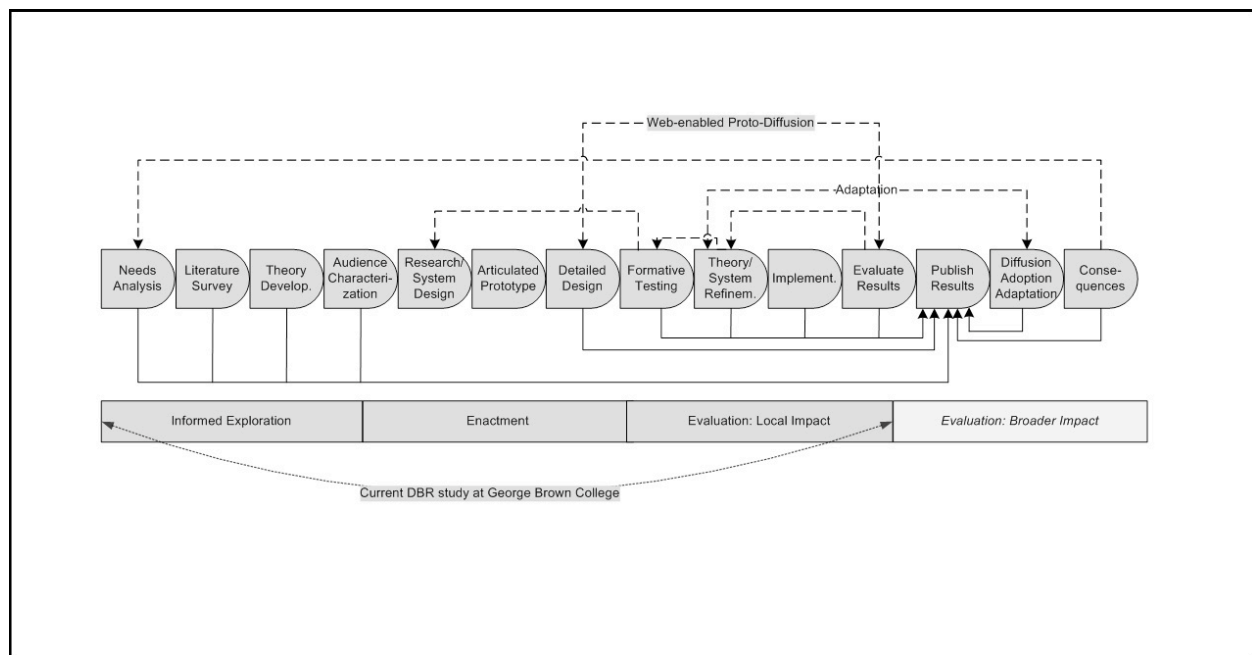 Web-enabled Proto-Diffusion
Adaptation
Needs
Analysis
Literature
Survey
Theory
Develop.
Audience
Characteri-
zation
Research/
System
Design
Articulated
Prototype
Detailed
Design
Formative
Testing
Theory/
System
Refinem.
Implement.
Evaluate
Results
Publish
Results
Diffusion
Adoption
Adaptation
Conse-
quences
Informed Exploration
Enactment
Evaluation: Local Impact
Evaluation: Broader Impact
Current DBR study at George Brown College